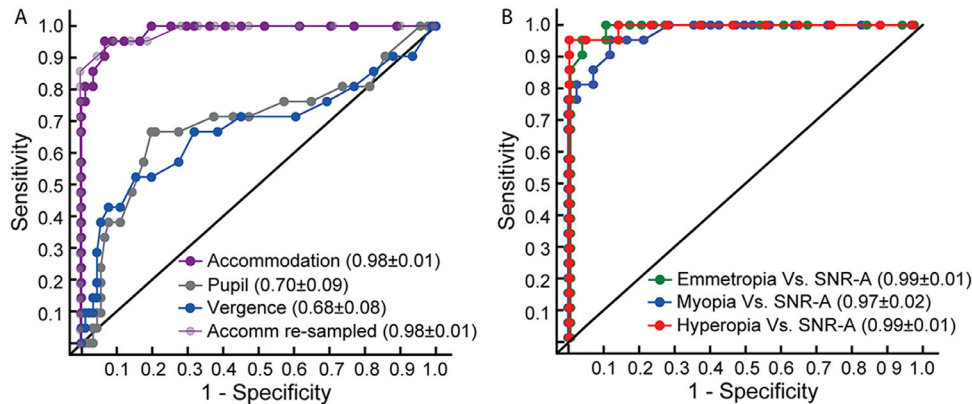 A
1.0
0.9
0.8
0.7
0.6
0.5
0.4
0.3
0.2
0.1
Sensitivity
Accommodation (0.98±0.01)
Pupil (0.70±0.09)
Vergence (0.68±0.08)
Accomm re-sampled (0.98±0.01)
0.1 0.2 0.3 0.4 0.5 0.6 0.7 0.8 0.9 1.0
1 - Specificity
B
1.0
0.9
0.8
0.7
0.6
0.5
0.4
0.3
0.2
0.1
Sensitivity
Emmetropia Vs. SNR-A (0.99±0.01)
Myopia Vs. SNR-A (0.97±0.02)
Hyperopia Vs. SNR-A (0.99±0.01)
0.1 0.2 0.3 0.4 0.5 0.6 0.7 0.8 0.9 1.0
1 - Specificity